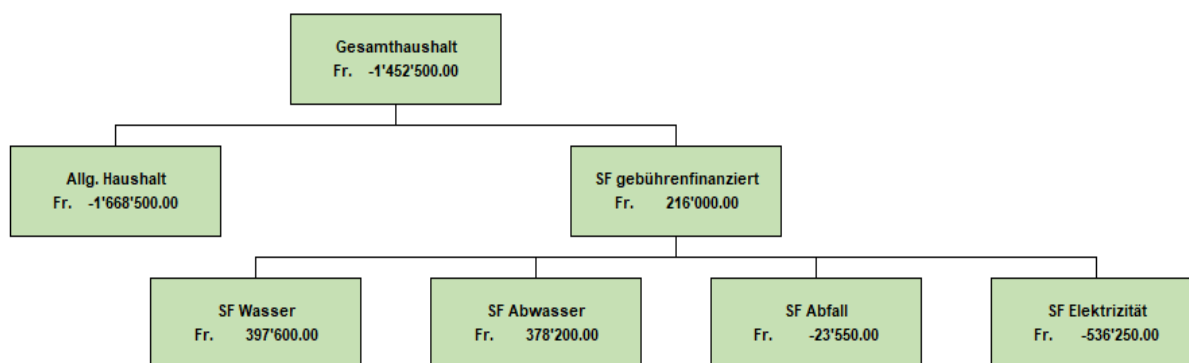 Gesamthaushalt
Fr. -1'452'500.00
Allg. Haushalt
Fr. -1'668'500.00
SF gebührenfinanziert
Fr. 216'000.00
SF Wasser
Fr. 397'600.00
SF Abwasser
Fr. 378'200.00
SF Abfall
Fr. -23'550.00
SF Elektrizität
Fr. -536'250.00